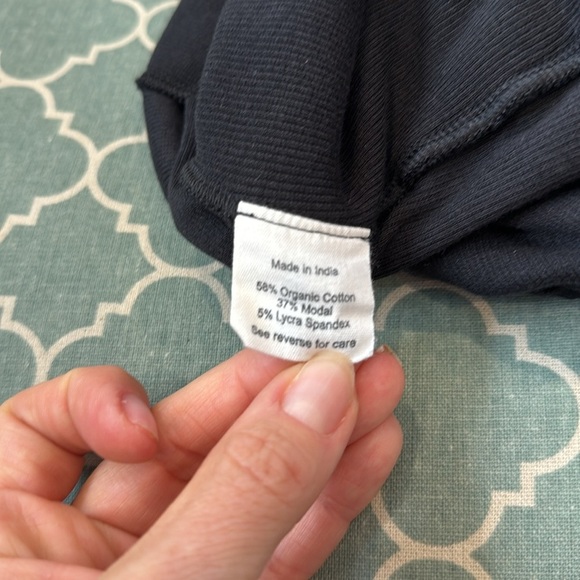 Made in India
58% Organic Cotton
37% Modal
5% Lycra Spandex
See reverse for care